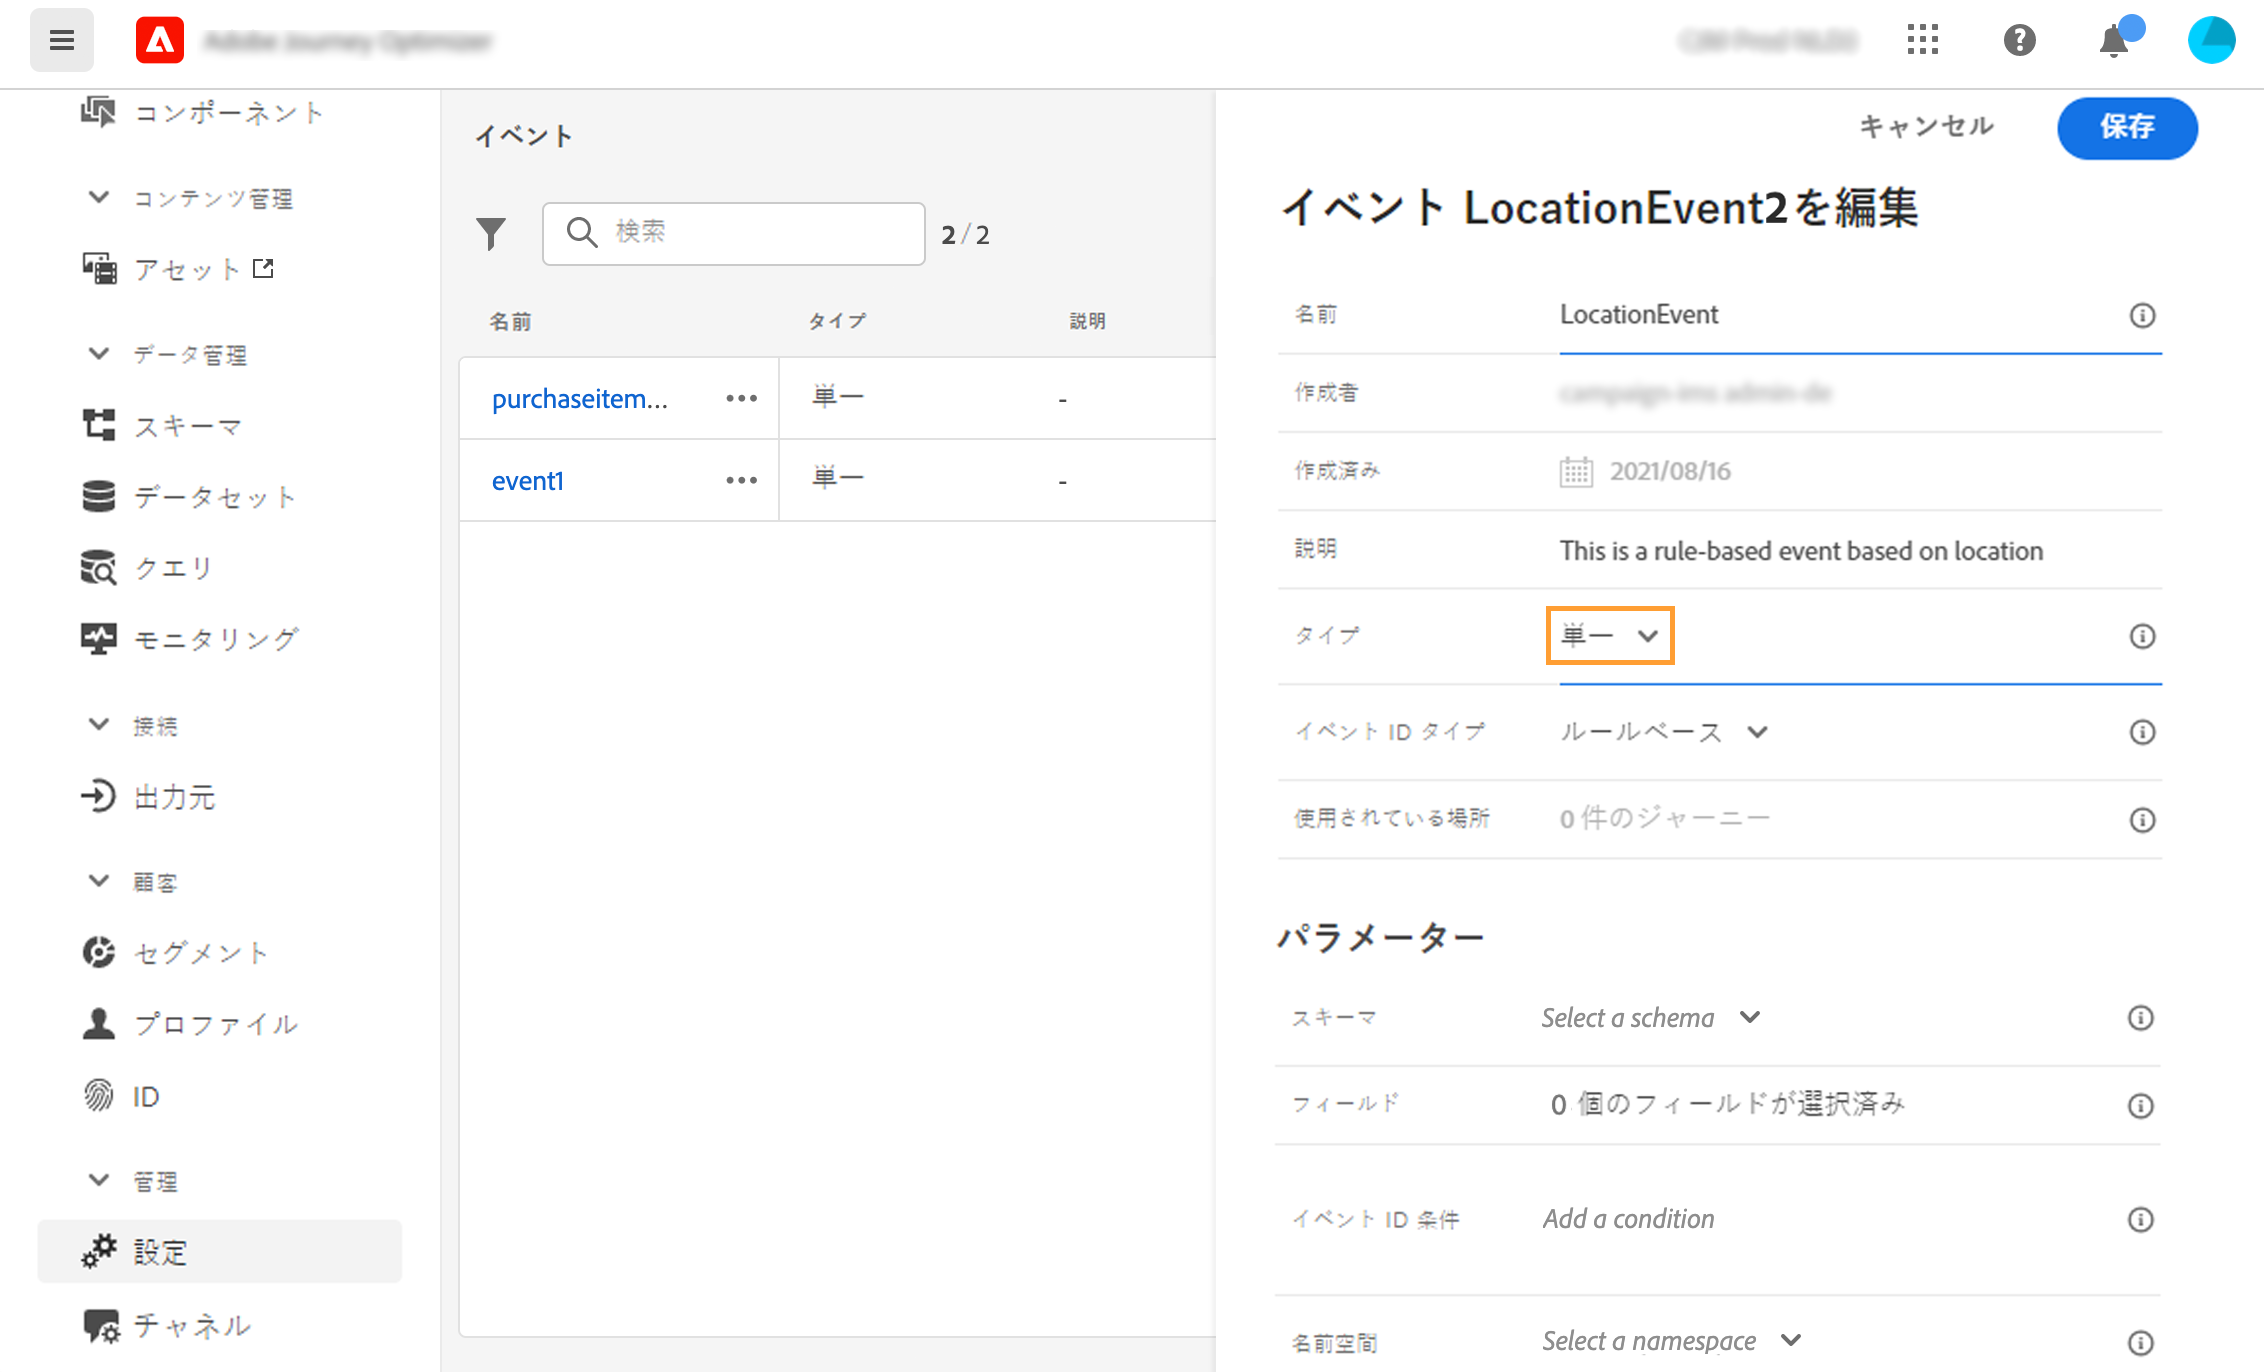 コンポーネント
コンテンツ管理
アセット
データ管理
スキーマ
データセット
クエリ
モニタリング
接続
出力元
顧客
セグメント
プロファイル
ID
管理
設定
チャネル
イベント
検索
2 / 2
名前 タイプ 説明
purchaseitem... ••• 単一 -
event1 ••• 単一 -
キャンセル
保存
イベント LocationEvent2を編集
名前 LocationEvent
作成者
作成済み 2021/08/16
説明 This is a rule-based event based on location
タイプ 単一
イベント ID タイプ ルールベース
使用されている場所 0 件のジャーニー
パラメーター
スキーマ Select a schema
フィールド 0 個のフィールドが選択済み
イベント ID 条件 Add a condition
名前空間 Select a namespace